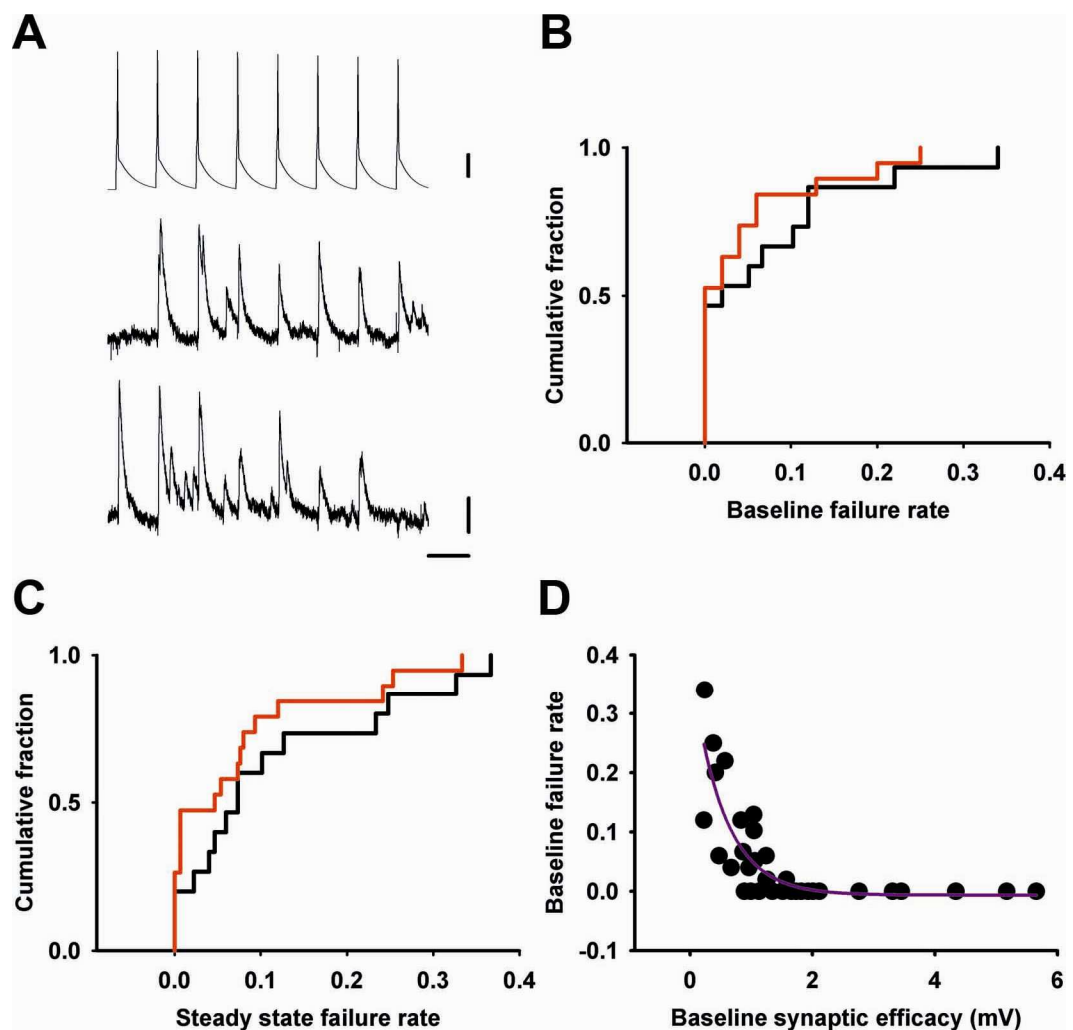 A
B
1.0
0.5
0.0
Cumulative fraction
0.0 0.1 0.2 0.3 0.4
Baseline failure rate
C
1.0
0.5
0.0
Cumulative fraction
0.0 0.1 0.2 0.3 0.4
Steady state failure rate
D
0.4
0.3
0.2
0.1
0.0
-0.1
Baseline failure rate
0 2 4 6
Baseline synaptic efficacy (mV)